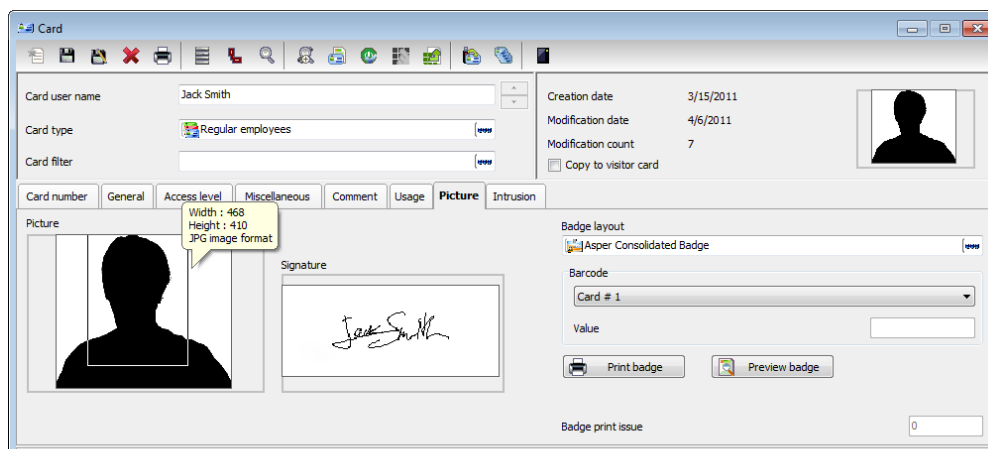 Card
Card user name
Jack Smith
Card type
Regular employees
Card filter
Creation date
3/15/2011
Modification date
4/6/2011
Modification count
7
Copy to visitor card
Card number
General
Access level
Miscellaneous
Comment
Usage
Picture
Intrusion
Picture
Width : 468
Height : 410
JPG image format
Signature
Jack Smith
Badge layout
Asper Consolidated Badge
Barcode
Card # 1
Value
Print badge
Preview badge
Badge print issue
0